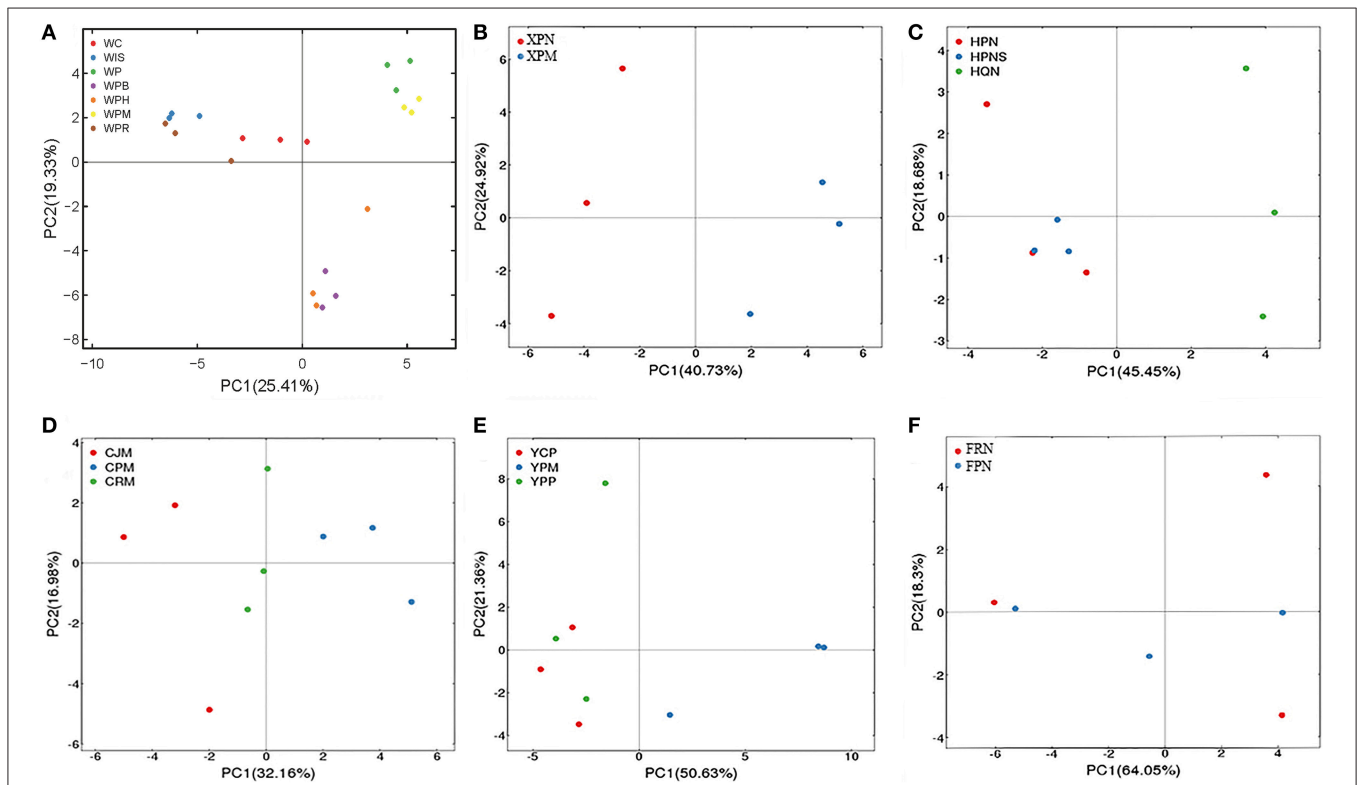 A
WC
WIS
WP
WPB
WPH
WPM
WPR
4
2
0
−2
−4
−6
−8
PC2(19.33%)
−10
−5
0
5
PC1(25.41%)
B
XPN
XPM
6
4
2
0
-2
-4
PC2(24.92%)
-6
-4
-2
0
2
4
6
PC1(40.73%)
C
HPN
HPNS
HQN
4
3
2
1
0
-1
-2
-3
PC2(18.68%)
-4
-2
0
2
4
PC1(45.45%)
D
CJM
CPM
CRM
4
2
0
-2
-4
-6
PC2(16.98%)
-6
-4
-2
0
2
4
6
PC1(32.16%)
E
YCP
YPM
YPP
8
6
4
2
0
-2
-4
PC2(21.36%)
-5
0
5
10
PC1(50.63%)
F
FRN
FPN
4
2
0
-2
-4
PC2(18.3%)
-6
-4
-2
0
2
4
PC1(64.05%)